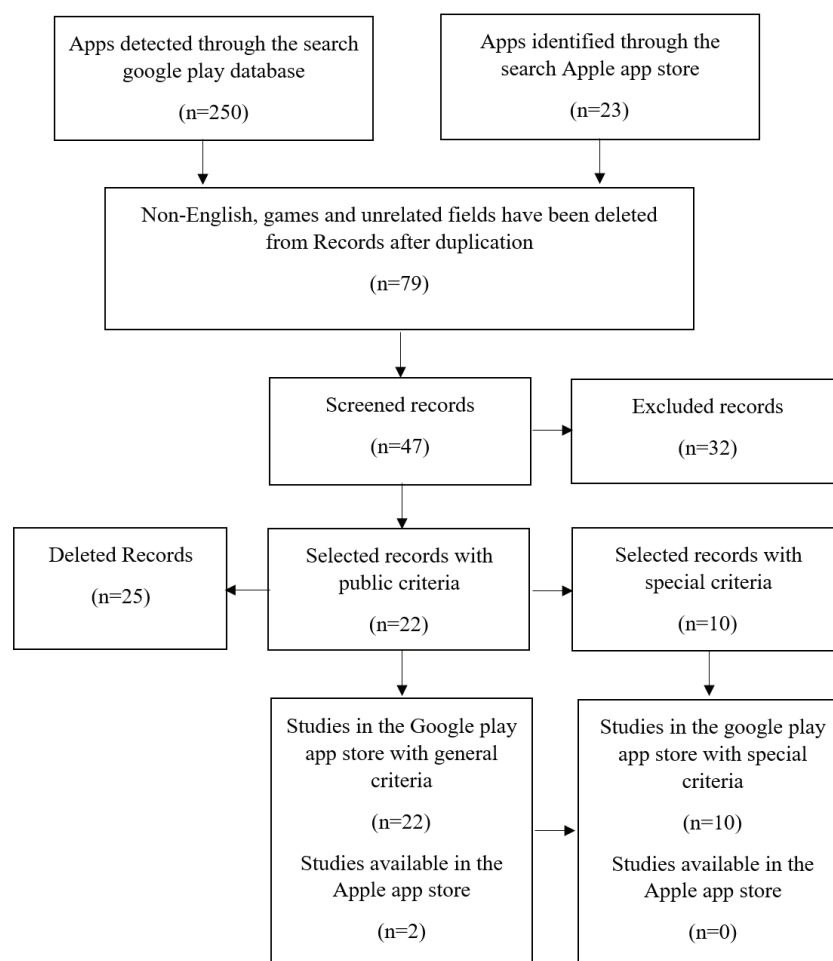 Apps detected through the search
google play database
(n=250)
Apps identified through the
search Apple app store
(n=23)
Non-English, games and unrelated fields have been deleted
from Records after duplication
(n=79)
Screened records
(n=47)
Excluded records
(n=32)
Deleted Records
(n=25)
Selected records with
public criteria
(n=22)
Selected records with
special criteria
(n=10)
Studies in the Google play
app store with general
criteria
(n=22)
Studies available in the
Apple app store
(n=2)
Studies in the google play
app store with special
criteria
(n=10)
Studies available in the
Apple app store
(n=0)